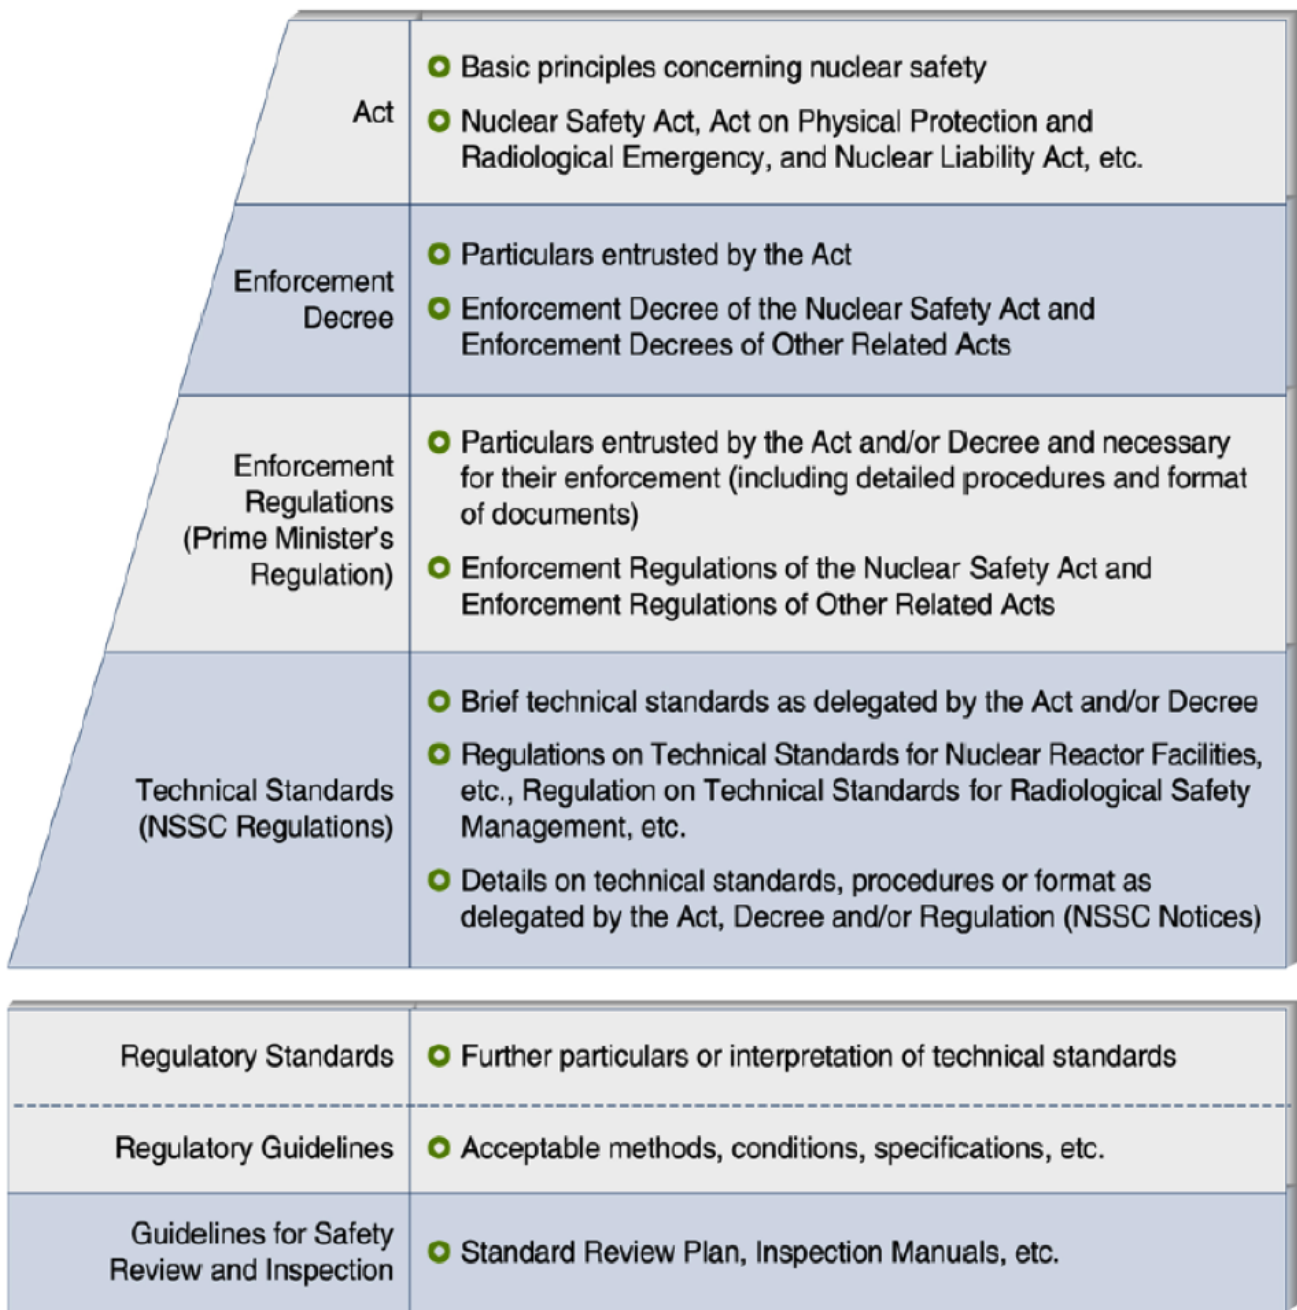 Act
Basic principles concerning nuclear safety
Nuclear Safety Act, Act on Physical Protection and
Radiological Emergency, and Nuclear Liability Act, etc.
Enforcement
Decree
Particulars entrusted by the Act
Enforcement Decree of the Nuclear Safety Act and
Enforcement Decrees of Other Related Acts
Enforcement
Regulations
(Prime Minister's
Regulation)
Particulars entrusted by the Act and/or Decree and necessary
for their enforcement (including detailed procedures and format
of documents)
Enforcement Regulations of the Nuclear Safety Act and
Enforcement Regulations of Other Related Acts
Technical Standards
(NSSC Regulations)
Brief technical standards as delegated by the Act and/or Decree
Regulations on Technical Standards for Nuclear Reactor Facilities,
etc., Regulation on Technical Standards for Radiological Safety
Management, etc.
Details on technical standards, procedures or format as
delegated by the Act, Decree and/or Regulation (NSSC Notices)
Regulatory Standards
Further particulars or interpretation of technical standards
Regulatory Guidelines
Acceptable methods, conditions, specifications, etc.
Guidelines for Safety
Review and Inspection
Standard Review Plan, Inspection Manuals, etc.